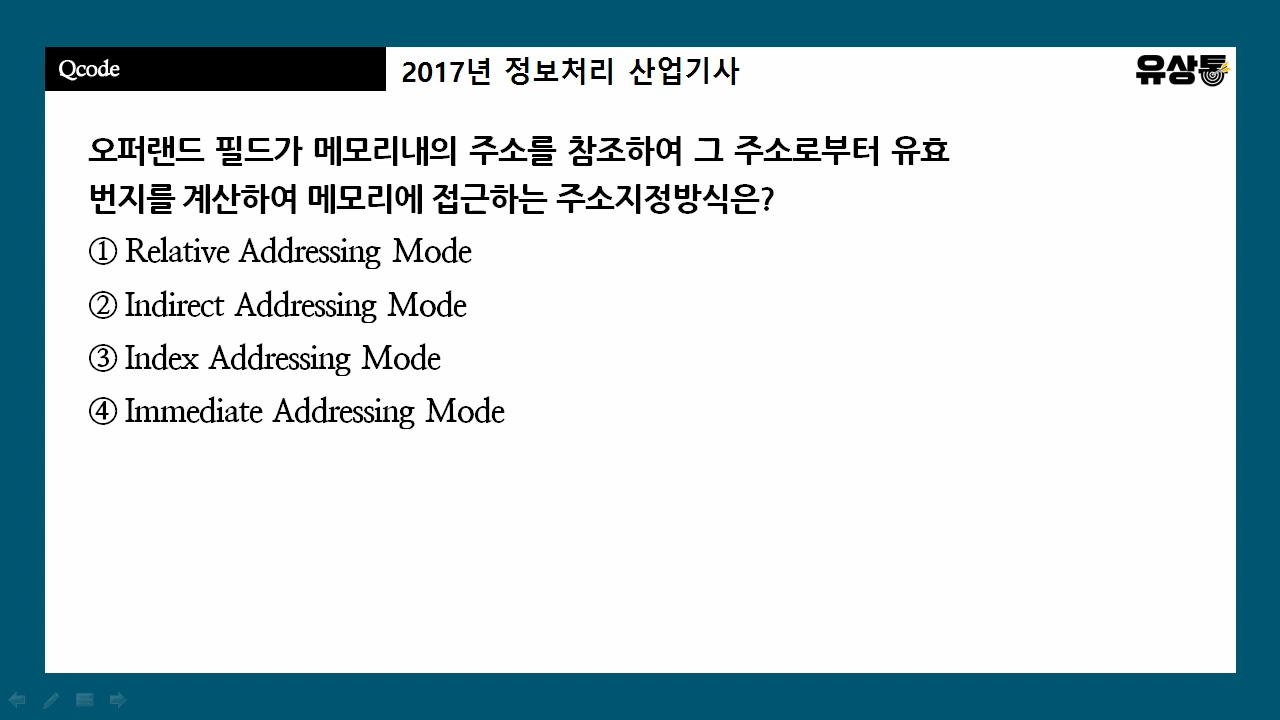 Qcode
2017년 정보처리 산업기사
유상통
오퍼랜드 필드가 메모리내의 주소를 참조하여 그 주소로부터 유효
번지를 계산하여 메모리에 접근하는 주소지정방식은?
① Relative Addressing Mode
② Indirect Addressing Mode
③ Index Addressing Mode
④ Immediate Addressing Mode